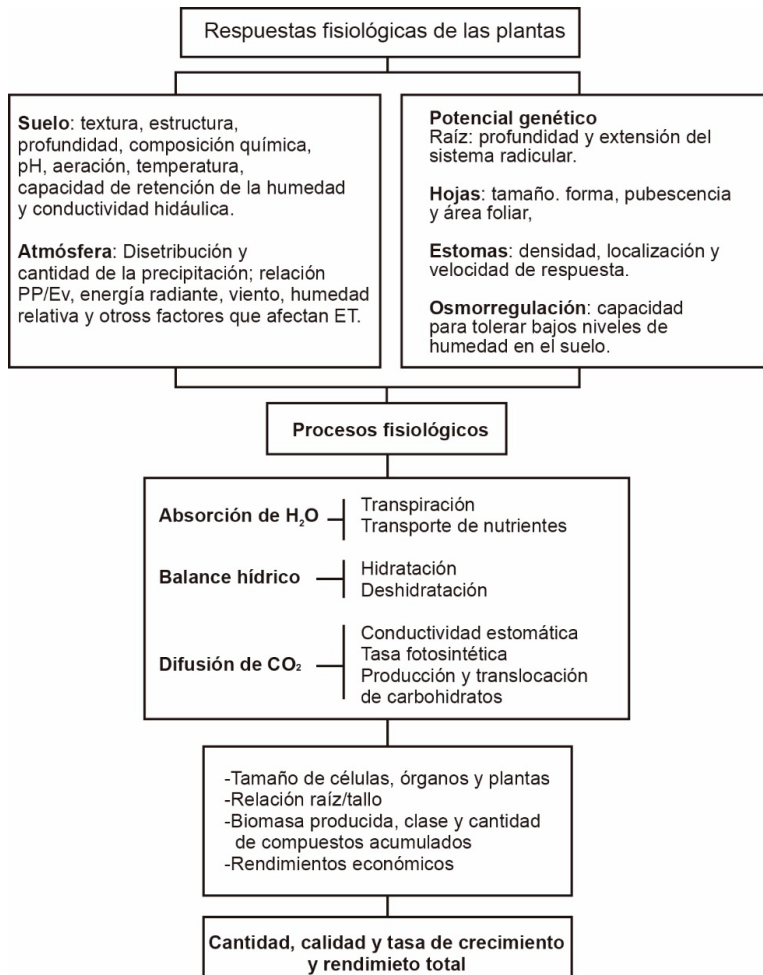 Respuestas fisiológicas de las plantas
Suelo: textura, estructura,
profundidad, composición química,
pH, aeración, temperatura,
capacidad de retención de la humedad
y conductividad hidáulica.
Atmósfera: Disetribución y
cantidad de la precipitación; relación
PP/Ev, energía radiante, viento, humedad
relativa y otross factores que afectan ET.
Potencial genético
Raíz: profundidad y extensión del
sistema radicular.
Hojas: tamaño. forma, pubescencia
y área foliar,
Estomas: densidad, localización y
velocidad de respuesta.
Osmorregulación: capacidad
para tolerar bajos niveles de
humedad en el suelo.
Procesos fisiológicos
Absorción de H₂O
Transpiración
Transporte de nutrientes
Balance hídrico
Hidratación
Deshidratación
Difusión de CO₂
Conductividad estomática
Tasa fotosintética
Producción y translocación
de carbohidratos
-Tamaño de células, órganos y plantas
-Relación raíz/tallo
-Biomasa producida, clase y cantidad
de compuestos acumulados
-Rendimientos económicos
Cantidad, calidad y tasa de crecimiento
y rendimieto total